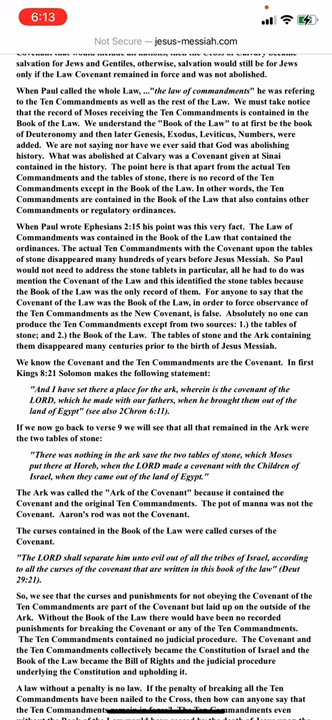 6:13
Not Secure — jesus-messiah.com
salvation for Jews and Gentiles, otherwise, salvation would still be for Jews
only if the Law Covenant remained in force and was not abolished.
When Paul called the whole Law, ..."the law of commandments" he was referring
to the Ten Commandments as well as the rest of the Law. We must take notice
that the record of Moses receiving the Ten Commandments is contained in the
Book of the Law. We understand the "Book of the Law" to at first be the book
of Deuteronomy and then later Genesis, Exodus, Leviticus, Numbers, were
added. We are not saying nor have we ever said that God was abolishing
history. What was abolished at Calvary was a Covenant given at Sinai
contained in the history. The point here is that apart from the actual Ten
Commandments and the tables of stone, there is no record of the Ten
Commandments except in the Book of the Law. In other words, the Ten
Commandments are contained in the Book of the Law that also contains other
Commandments or regulatory ordinances.
When Paul wrote Ephesians 2:15 his point was this very fact. The Law of
Commandments was contained in the Book of the Law that contained the
ordinances. The actual Ten Commandments with the Covenant upon the tables
of stone disappeared many hundreds of years before Jesus Messiah. So Paul
would not need to address the stone tablets in particular, all he had to do was
mention the Covenant of the Law and this identified the stone tables because
the Book of the Law was the only record of them. For anyone to say that the
Covenant of the Law was the Book of the Law, in order to force observance of
the Ten Commandments as the New Covenant, is false. Absolutely no one can
produce the Ten Commandments except from two sources: 1.) the tables of
stone; and 2.) the Book of the Law. The tables of stone and the Ark containing
them disappeared many centuries prior to the birth of Jesus Messiah.
We know the Covenant and the Ten Commandments are the Covenant. In first
Kings 8:21 Solomon makes the following statement:
"And I have set there a place for the ark, wherein is the covenant of the
LORD, which he made with our fathers, when he brought them out of the
land of Egypt" (see also 2Chron 6:11).
If we now go back to verse 9 we will see that all that remained in the Ark were
the two tables of stone:
"There was nothing in the ark save the two tables of stone, which Moses
put there at Horeb, when the LORD made a covenant with the Children of
Israel, when they came out of the land of Egypt."
The Ark was called the "Ark of the Covenant" because it contained the
Covenant and the original Ten Commandments. The pot of manna was not the
Covenant. Aaron's rod was not the Covenant.
The curses contained in the Book of the Law were called curses of the
Covenant.
"The LORD shall separate him unto evil out of all the tribes of Israel, according
to all the curses of the covenant that are written in this book of the law" (Deut
29:21).
So, we see that the curses and punishments for not obeying the Covenant of the
Ten Commandments are part of the Covenant but laid up on the outside of the
Ark. Without the Book of the Law there would have been no recorded
punishments for breaking the Covenant or any of the Ten Commandments.
The Ten Commandments contained no judicial procedure. The Covenant and
the Ten Commandments collectively became the Constitution of Israel and the
Book of the Law became the Bill of Rights and the judicial procedure
underlying the Constitution and upholding it.
A law without a penalty is no law. If the penalty of breaking all the Ten
Commandments have been nailed to the Cross, then how can anyone say that
the Ten Commandments remain in force? The Ten Commandments even